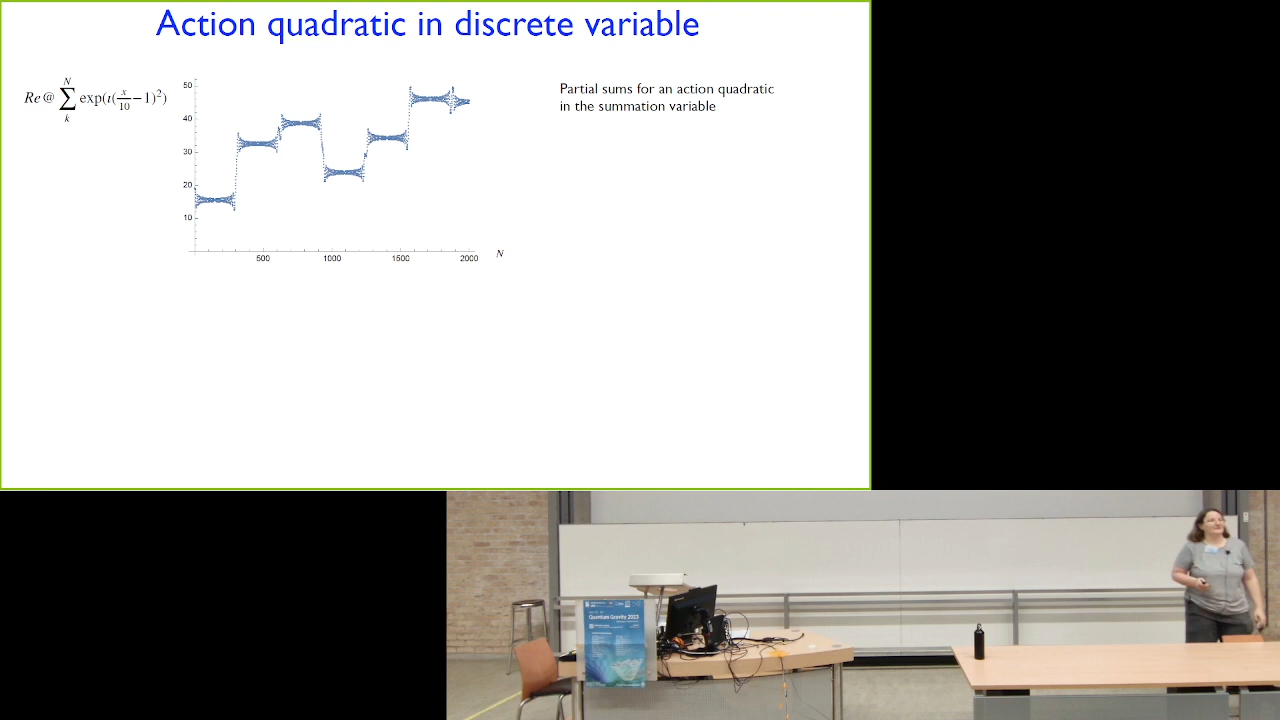 Action quadratic in discrete variable
Re@ ∑_k^N exp(ι(x/10 −1)²)
Partial sums for an action quadratic
in the summation variable
50
40
30
20
10
500 1000 1500 2000 N
Quantum Gravity 2023